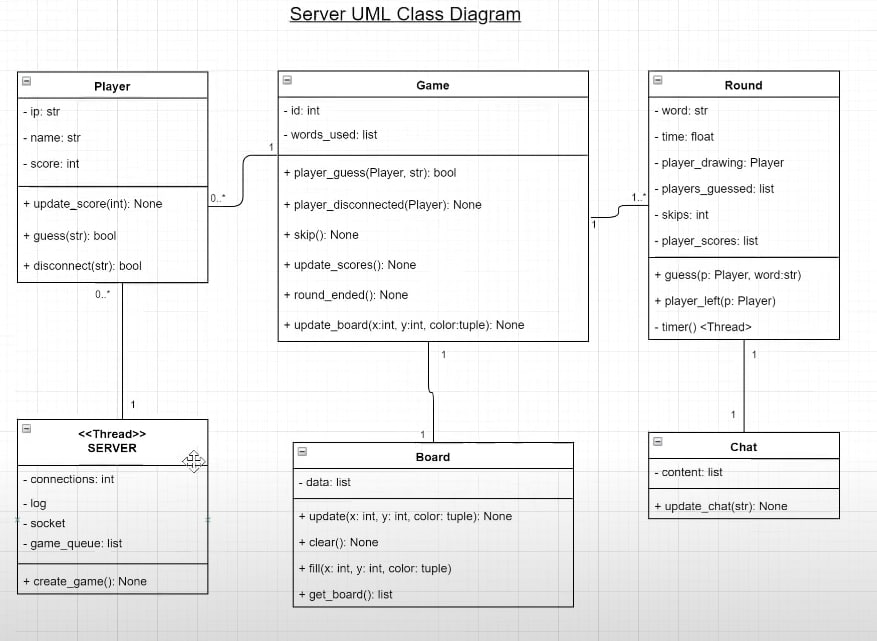 Server UML Class Diagram
Player
- ip: str
- name: str
- score: int
+ update_score(int): None
+ guess(str): bool
+ disconnect(str): bool
0..*
0..*
1
Game
- id: int
- words_used: list
+ player_guess(Player, str): bool
+ player_disconnected(Player): None
+ skip(): None
+ update_scores(): None
+ round_ended(): None
+ update_board(x:int, y:int, color:tuple): None
1
1
1..*
Round
- word: str
- time: float
- player_drawing: Player
- players_guessed: list
- skips: int
- player_scores: list
+ guess(p: Player, word:str)
+ player_left(p: Player)
- timer() <Thread>
1
1
1
<<Thread>>
SERVER
- connections: int
- log
- socket
- game_queue: list
+ create_game(): None
1
Board
- data: list
+ update(x: int, y: int, color: tuple): None
+ clear(): None
+ fill(x: int, y: int, color: tuple)
+ get_board(): list
Chat
- content: list
+ update_chat(str): None